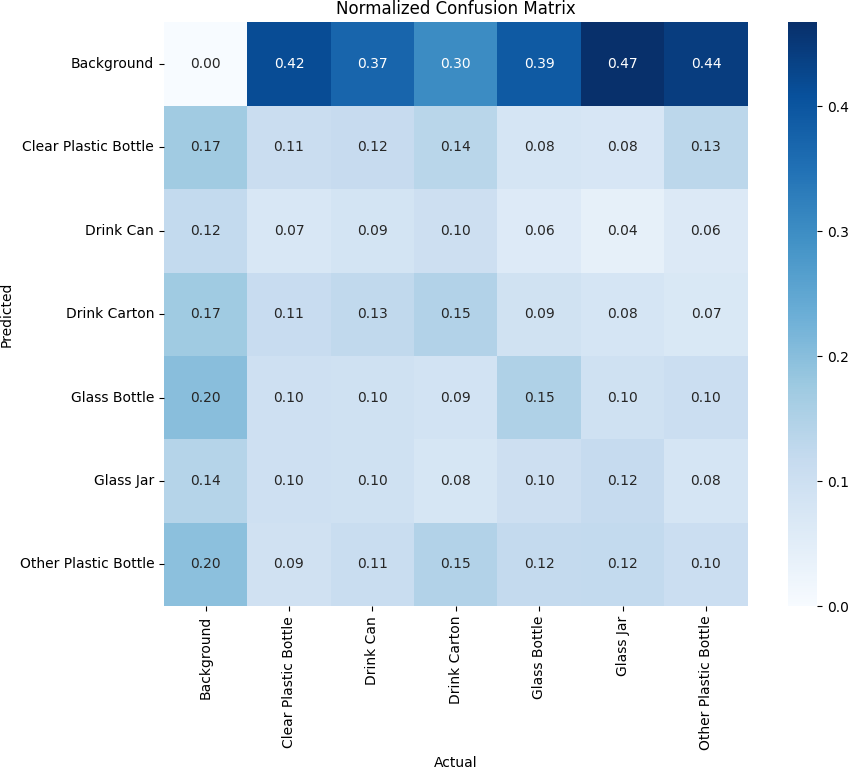 Normalized Confusion Matrix
Background 0.00 0.42 0.37 0.30 0.39 0.47 0.44
Clear Plastic Bottle 0.17 0.11 0.12 0.14 0.08 0.08 0.13
Drink Can 0.12 0.07 0.09 0.10 0.06 0.04 0.06
Drink Carton 0.17 0.11 0.13 0.15 0.09 0.08 0.07
Glass Bottle 0.20 0.10 0.10 0.09 0.15 0.10 0.10
Glass Jar 0.14 0.10 0.10 0.08 0.10 0.12 0.08
Other Plastic Bottle 0.20 0.09 0.11 0.15 0.12 0.12 0.10
Predicted
Background
Clear Plastic Bottle
Drink Can
Drink Carton
Glass Bottle
Glass Jar
Other Plastic Bottle
Actual
0.4
0.3
0.2
0.1
0.0